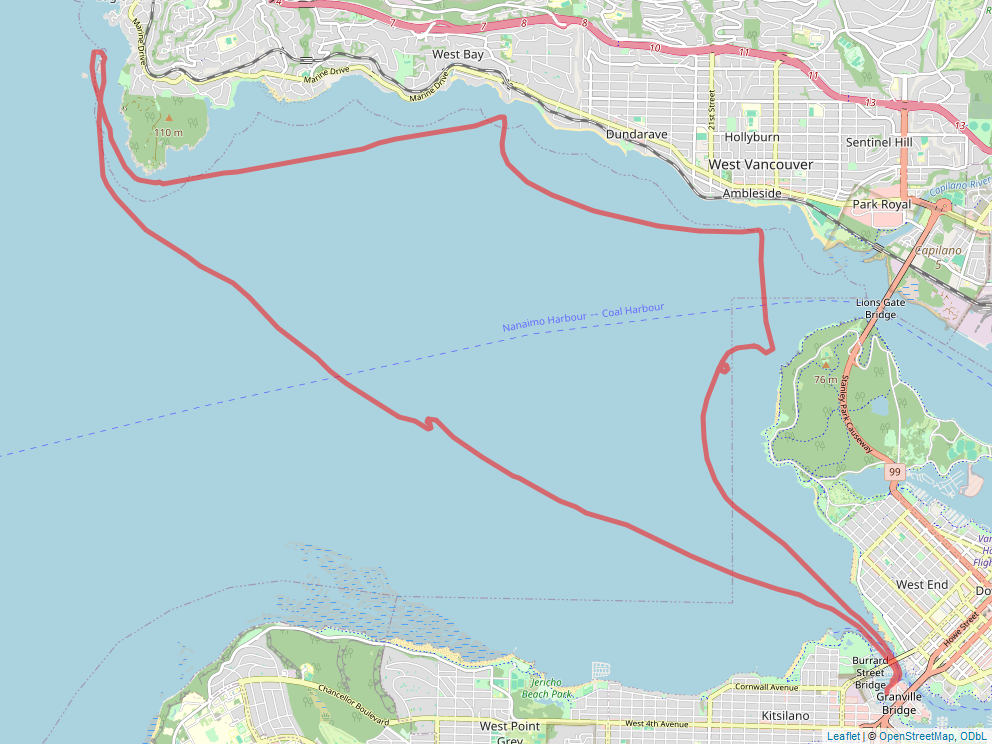 7
7
8
8
10
11
11
13
13
West Bay
Marine Drive
Marine Drive
Marine Drive
110 m
21st Street
Dundarave
Hollyburn
Sentinel Hill
West Vancouver
Ambleside
Capilano River
Park Royal
Capilano
5
Lions Gate
Bridge
Nanaimo Harbour -- Coal Harbour
76 m
Stanley Park Causeway
99
West End
Howe Street
Burrard
Street
Bridge
Granville
Bridge
Jericho
Beach Park
Cornwall Avenue
Chancellor Boulevard
West Point
Grey
West 4th Avenue
Kitsilano
Leaflet | © OpenStreetMap, ODbL